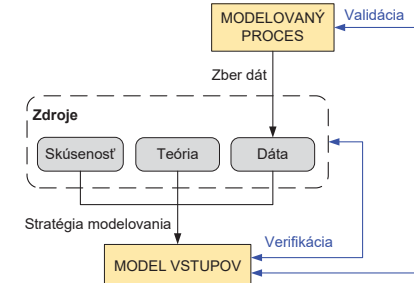 MODELOVANÝ
PROCES
Validácia
Zber dát
Zdroje
Skúsenosť
Teória
Dáta
Stratégia modelovania
Verifikácia
MODEL VSTUPOV